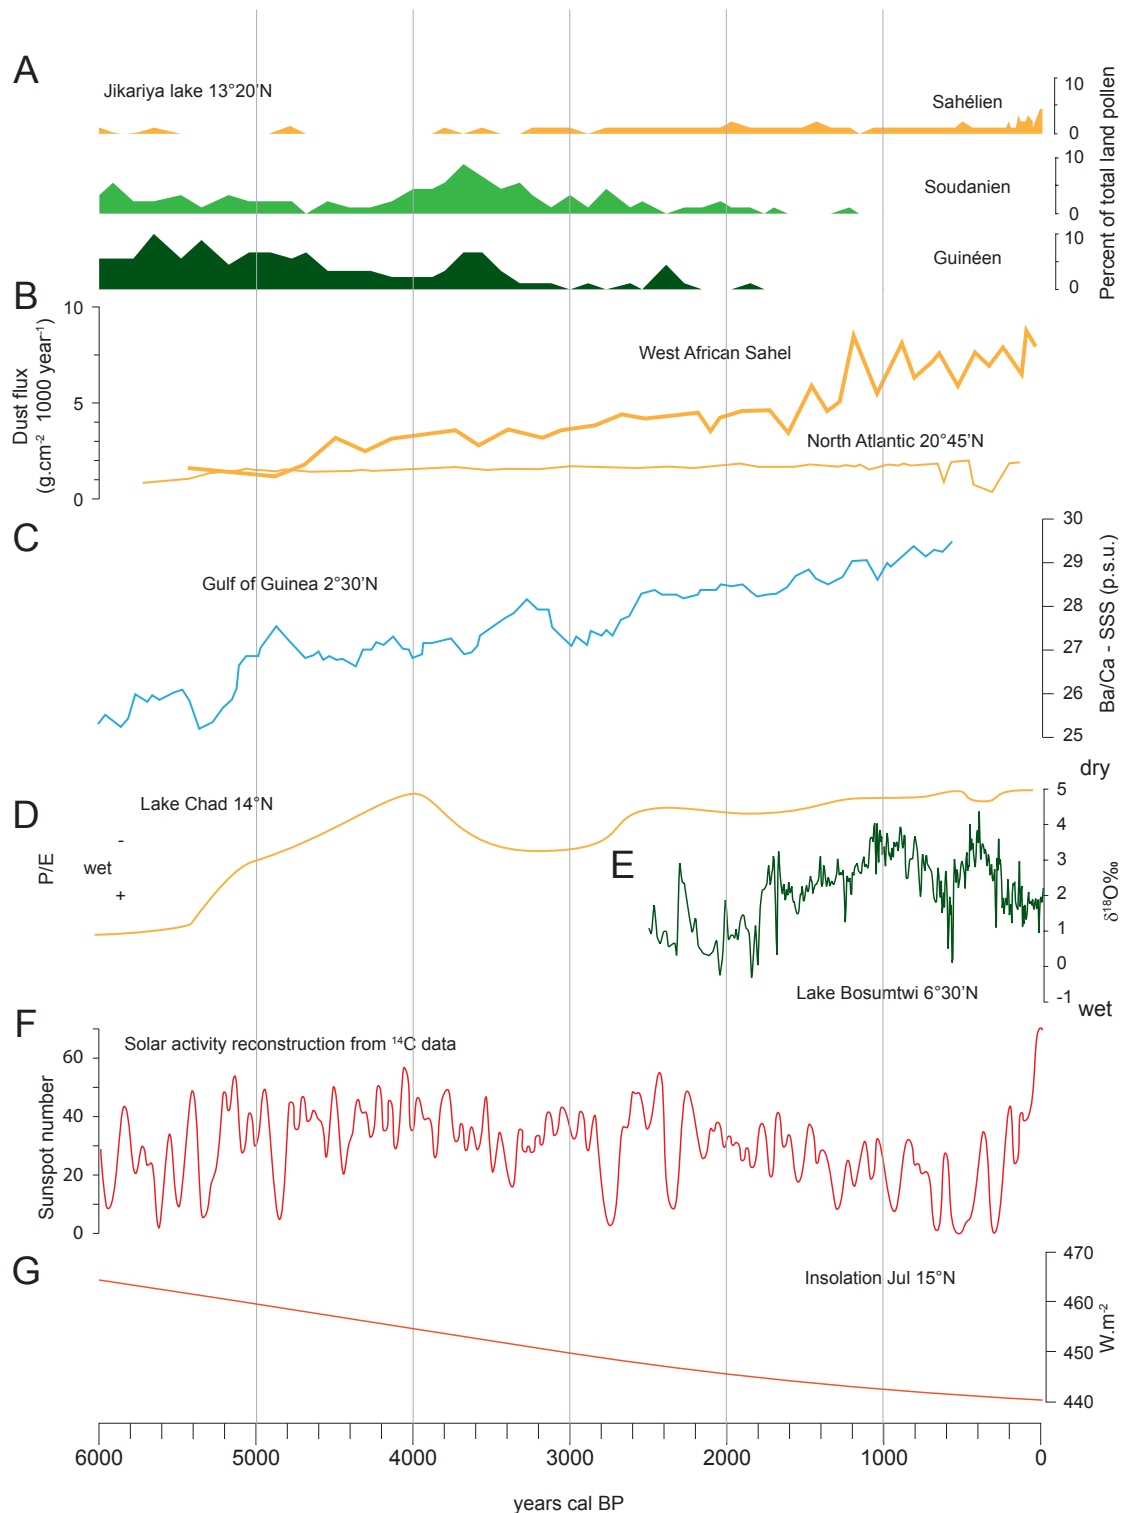 A
Jikariya lake 13°20'N
Sahélien
10
0
Soudanien
10
0
Guinéen
10
0
Percent of total land pollen
B
10
5
0
Dust flux
(g.cm⁻² 1000 year⁻¹)
West African Sahel
North Atlantic 20°45'N
C
Gulf of Guinea 2°30'N
30
29
28
27
26
25
Ba/Ca - SSS (p.s.u.)
dry
D
Lake Chad 14°N
P/E
-
wet
+
E
5
4
3
2
1
0
-1
δ¹⁸O‰
Lake Bosumtwi 6°30'N
wet
F
Solar activity reconstruction from ¹⁴C data
60
40
20
0
Sunspot number
G
Insolation Jul 15°N
470
460
450
440
W.m⁻²
6000 5000 4000 3000 2000 1000 0
years cal BP